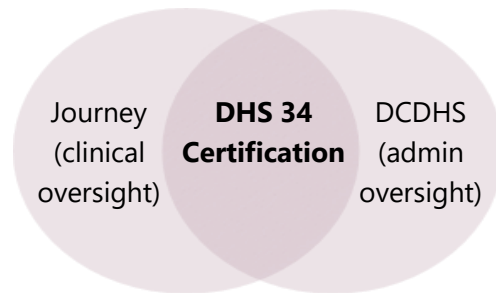 Journey
(clinical
oversight)
DHS 34
Certification
DCDHS
(admin
oversight)